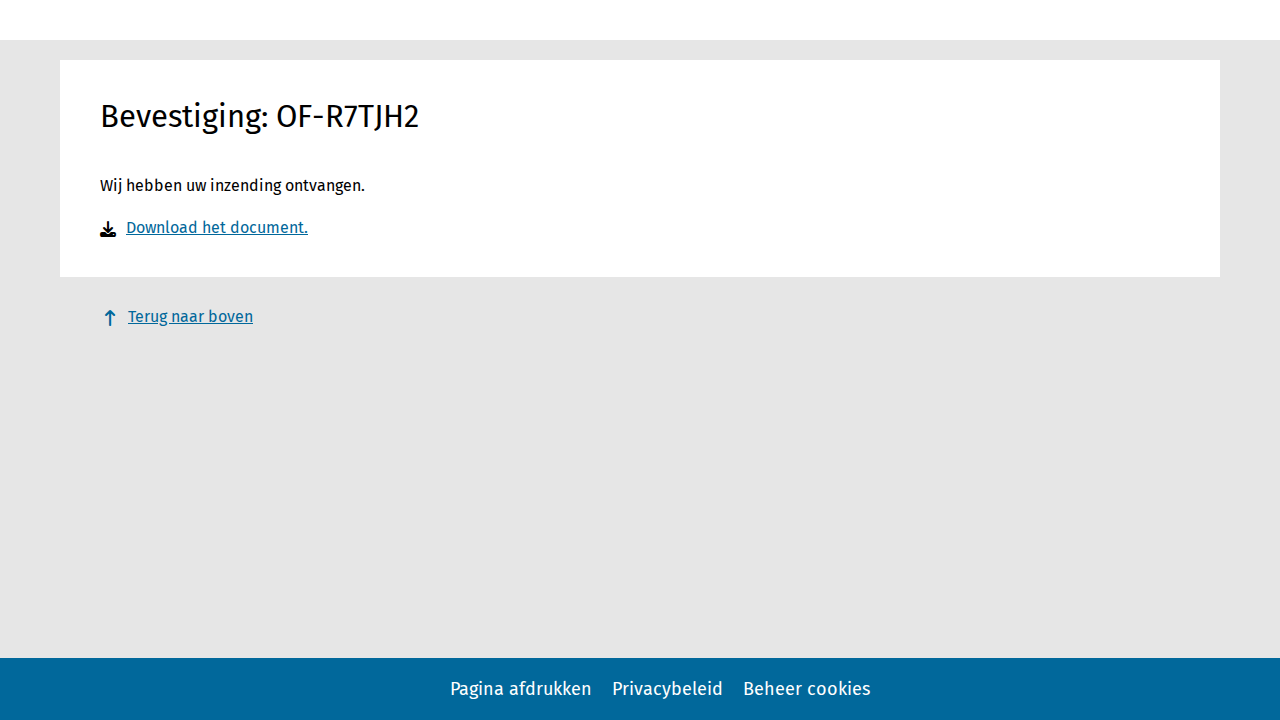 Bevestiging: OF-R7TJH2
Wij hebben uw inzending ontvangen.
Download het document.
Terug naar boven
Pagina afdrukken Privacybeleid Beheer cookies